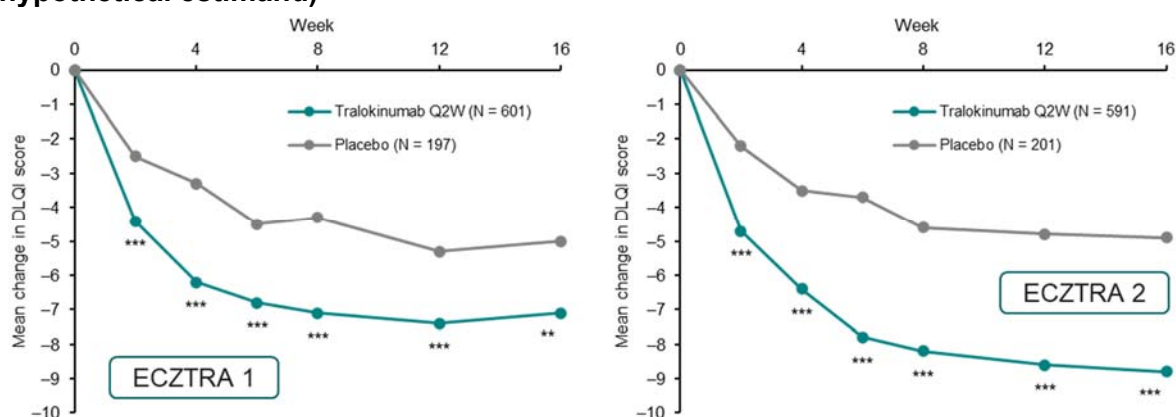 hypothetical estimand)
Week
0 4 8 12 16
0
−1
−2
−3
−4
−5
−6
−7
−8
−9
−10
Mean change in DLQI score
Tralokinumab Q2W (N = 601)
Placebo (N = 197)
***
***
***
***
***
**
ECZTRA 1
Week
0 4 8 12 16
0
−1
−2
−3
−4
−5
−6
−7
−8
−9
−10
Mean change in DLQI score
Tralokinumab Q2W (N = 591)
Placebo (N = 201)
***
***
***
***
***
***
ECZTRA 2